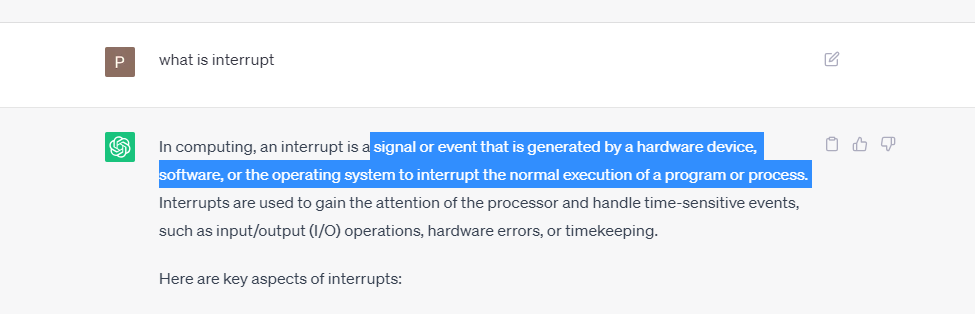 P
what is interrupt
In computing, an interrupt is a signal or event that is generated by a hardware device,
software, or the operating system to interrupt the normal execution of a program or process.
Interrupts are used to gain the attention of the processor and handle time-sensitive events,
such as input/output (I/O) operations, hardware errors, or timekeeping.
Here are key aspects of interrupts: